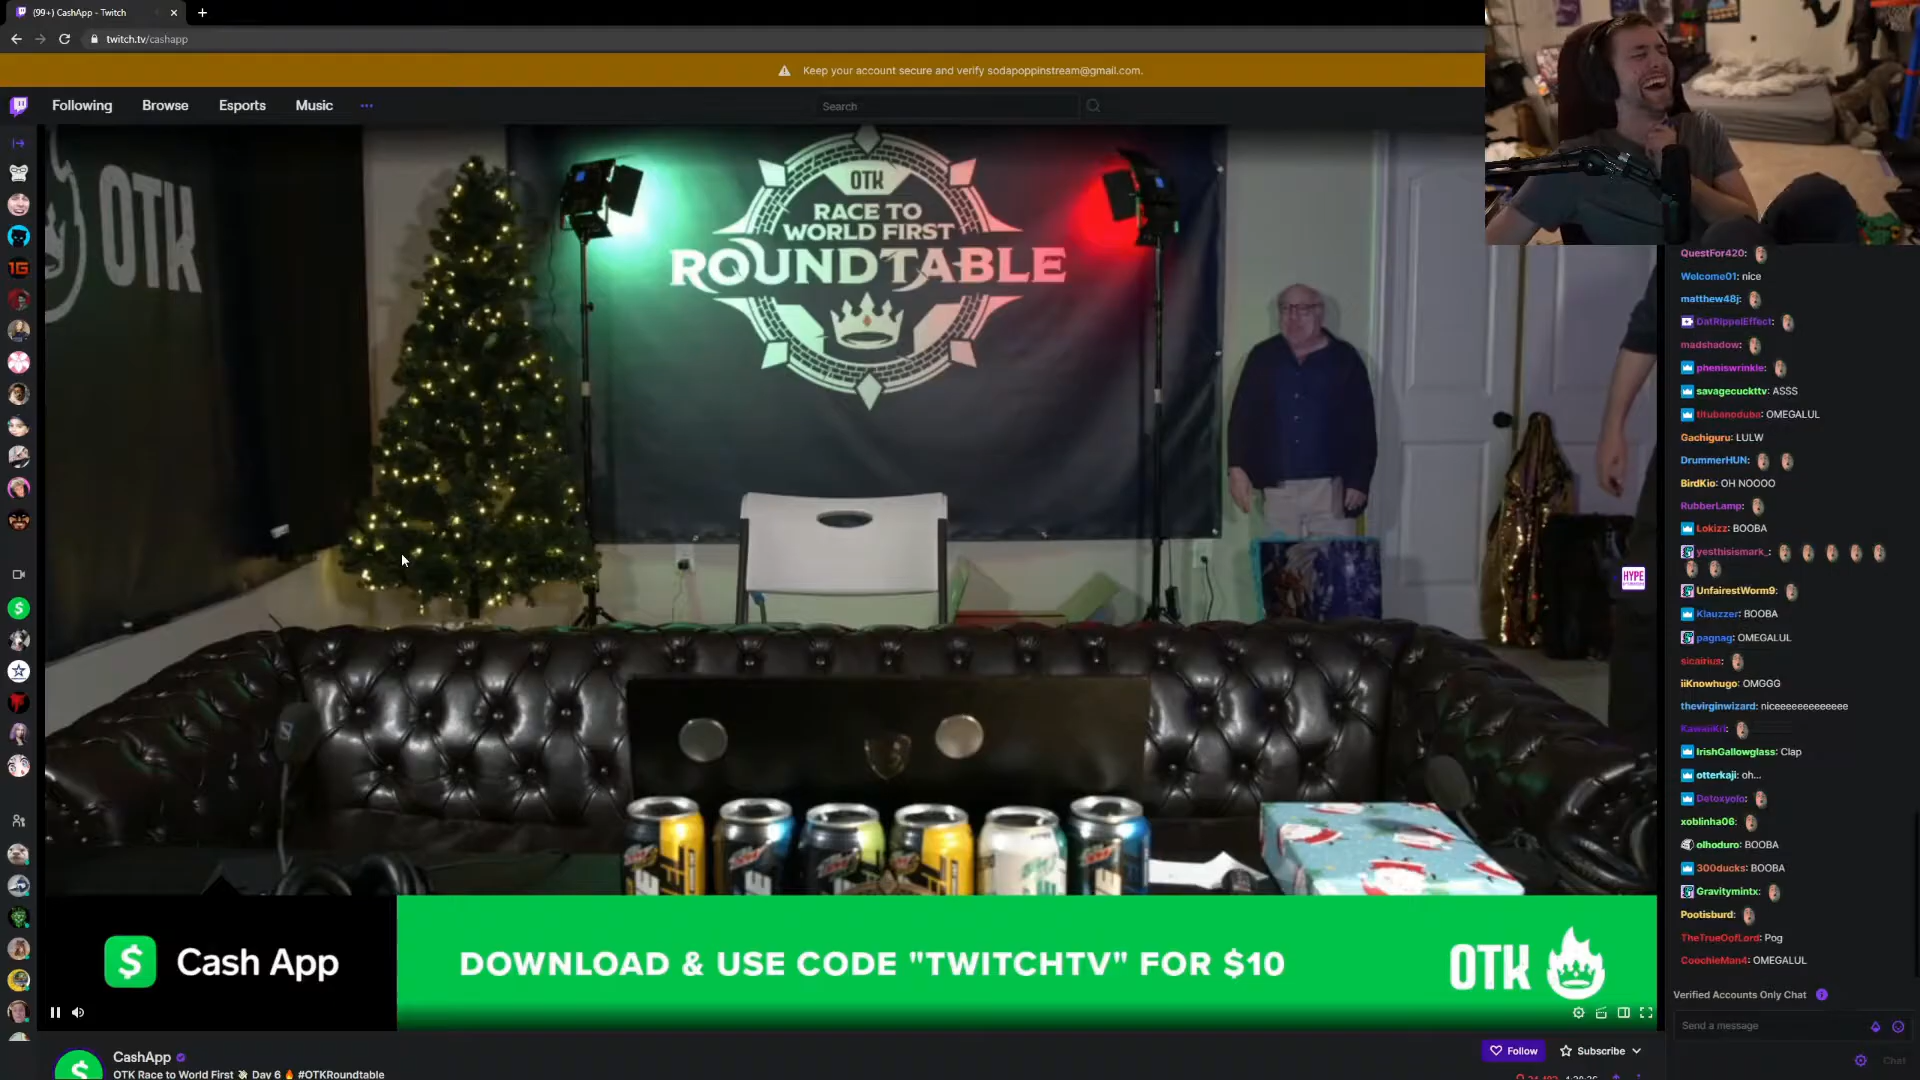 (99+) CashApp - Twitch
twitch.tv/cashapp
Keep your account secure and verify sodapoppinstream@gmail.com.
Following
Browse
Esports
Music
Search
OTK
OTK
RACE TO
WORLD FIRST
ROUNDTABLE
HYPE
Cash App
DOWNLOAD & USE CODE "TWITCHTV" FOR $10
OTK
CashApp
OTK Race to World First Day 6 #OTKRoundtable
Follow
Subscribe
QuestFor420:
Welcome01: nice
matthew48j:
DatRippelEffect:
madshadow:
pheniswrinkle:
savagecuckttv: ASSS
titubanoduba: OMEGALUL
Gachiguru: LULW
DrummerHUN:
BirdKio: OH NOOOO
RubberLamp:
Lokizz: BOOBA
yesthisismark_:
UnfairestWorm9:
Klauzzer: BOOBA
pagnag: OMEGALUL
sicairius:
iiKnowhugo: OMGGG
thevirginwizard: niceeeeeeeeeeeee
KawaiiKri:
IrishGallowglass: Clap
otterkaji: oh...
Detoxyolo:
xoblinha06:
olhoduro: BOOBA
300ducks: BOOBA
Gravitymintx:
Pootisburd:
TheTrueOofLord: Pog
CoochieMan4: OMEGALUL
Verified Accounts Only Chat
Send a message
Chat